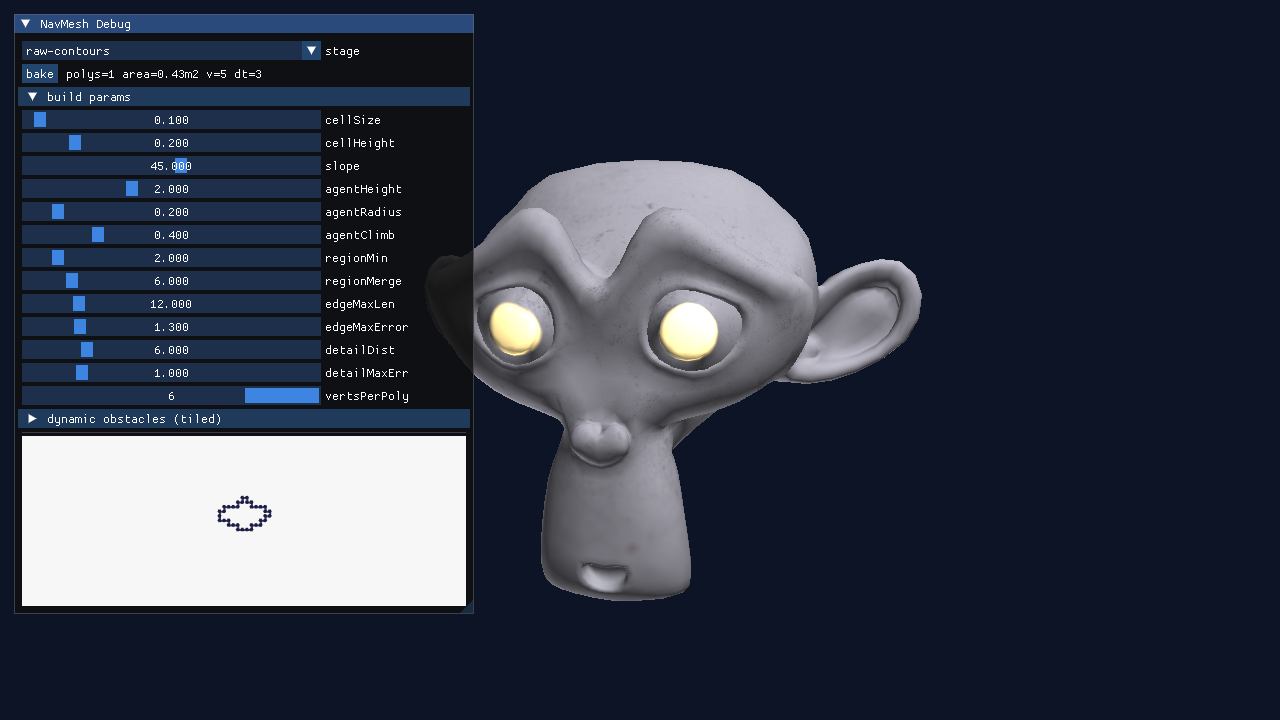 NavMesh Debug
raw-contours stage
bake polys=1 area=0.43m2 v=5 dt=3
build params
0.100 cellSize
0.200 cellHeight
45.000 slope
2.000 agentHeight
0.200 agentRadius
0.400 agentClimb
2.000 regionMin
6.000 regionMerge
12.000 edgeMaxLen
1.300 edgeMaxError
6.000 detailDist
1.000 detailMaxErr
6 vertsPerPoly
dynamic obstacles (tiled)